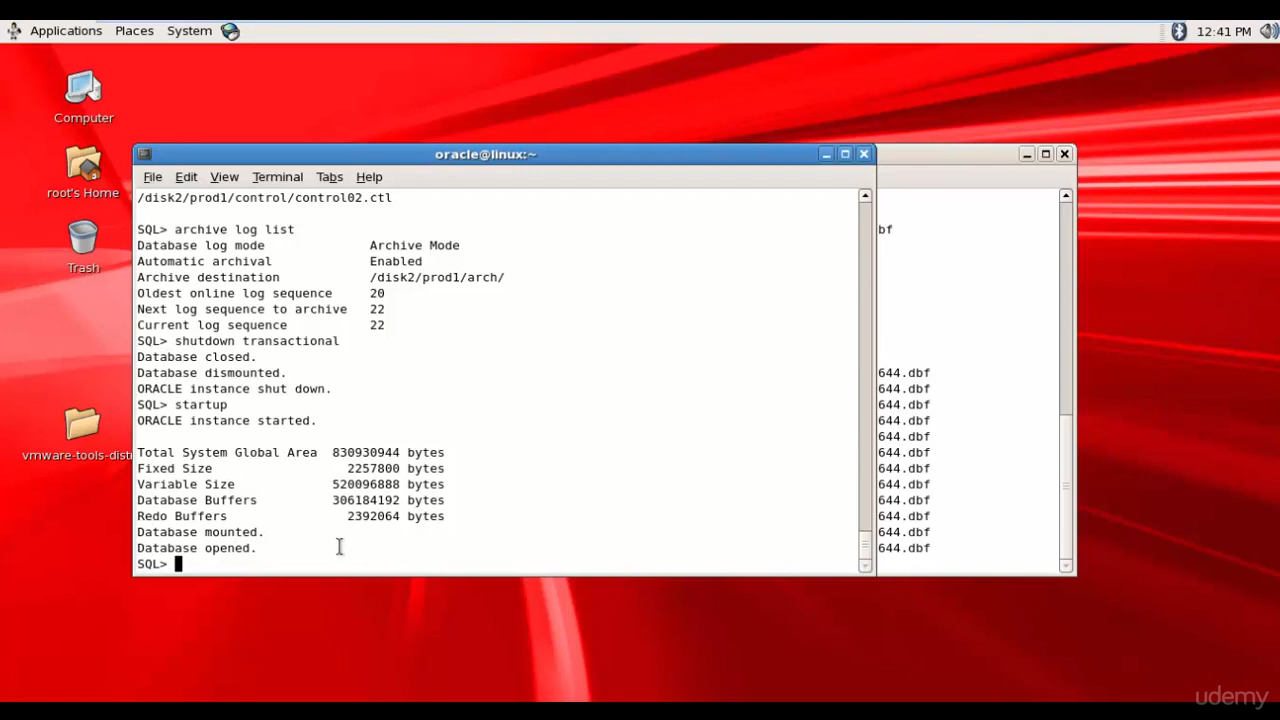 Applications Places System 12:41 PM
Computer
root's Home
Trash
vmware-tools-dist
oracle@linux:~
File Edit View Terminal Tabs Help
/disk2/prod1/control/control02.ctl
SQL> archive log list
Database log mode Archive Mode
Automatic archival Enabled
Archive destination /disk2/prod1/arch/
Oldest online log sequence 20
Next log sequence to archive 22
Current log sequence 22
SQL> shutdown transactional
Database closed.
Database dismounted.
ORACLE instance shut down.
SQL> startup
ORACLE instance started.
Total System Global Area 830930944 bytes
Fixed Size 2257800 bytes
Variable Size 520096888 bytes
Database Buffers 306184192 bytes
Redo Buffers 2392064 bytes
Database mounted.
Database opened.
SQL>
bf
644.dbf
644.dbf
644.dbf
644.dbf
644.dbf
644.dbf
644.dbf
644.dbf
644.dbf
644.dbf
644.dbf
644.dbf
udemy